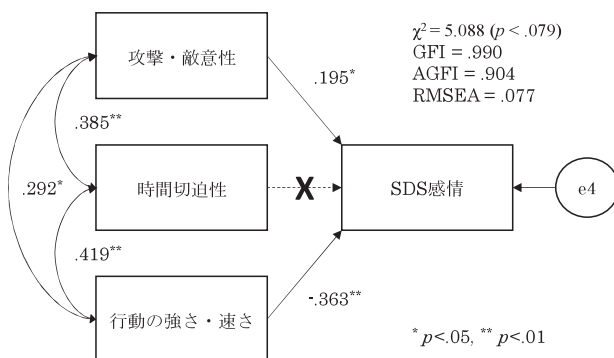 攻撃・敵意性
χ² = 5.088 (p < .079)
GFI = .990
AGFI = .904
RMSEA = .077
.195*
.385**
.292*
時間切迫性
X
SDS感情
e4
.419**
行動の強さ・速さ
-.363**
* p<.05, ** p<.01